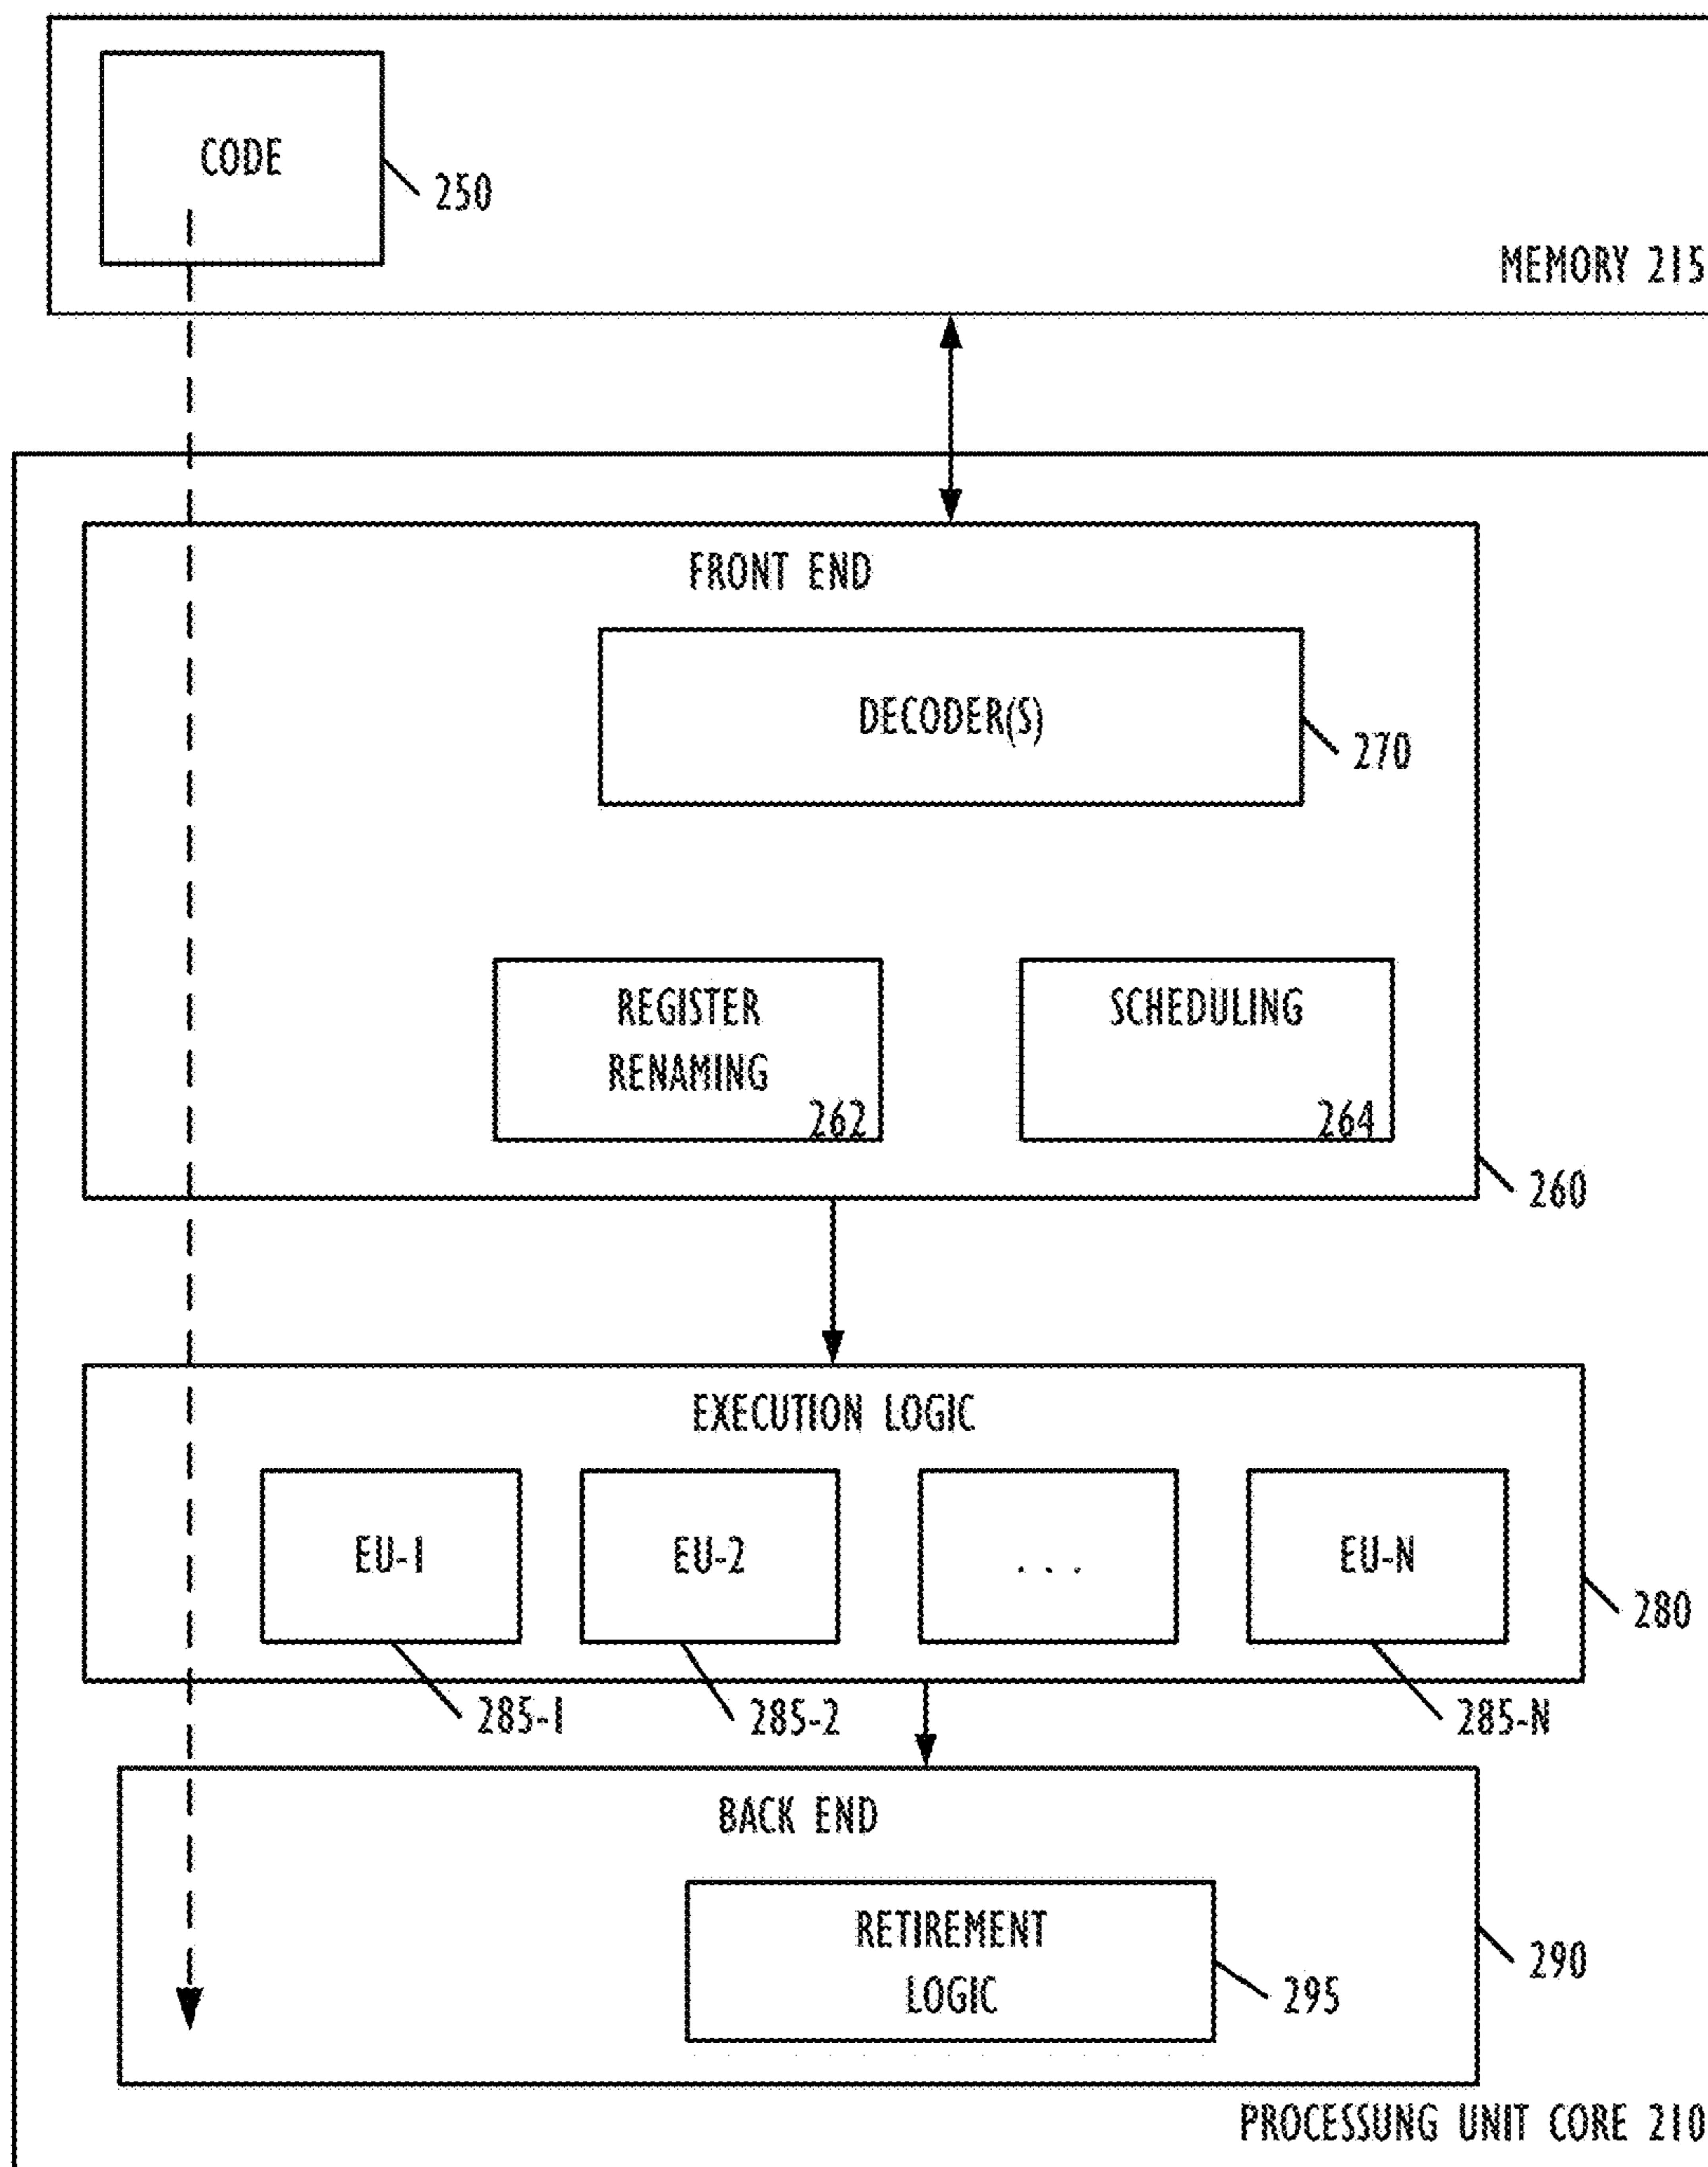 CODE
250
MEMORY 215
FRONT END
DECODER(S)
270
REGISTER
RENAMING
262
SCHEDULING
264
260
EXECUTION LOGIC
EU-1
EU-2
. . .
EU-N
280
285-1
285-2
285-N
BACK END
RETIREMENT
LOGIC
295
290
PROCESSUNG UNIT CORE 210